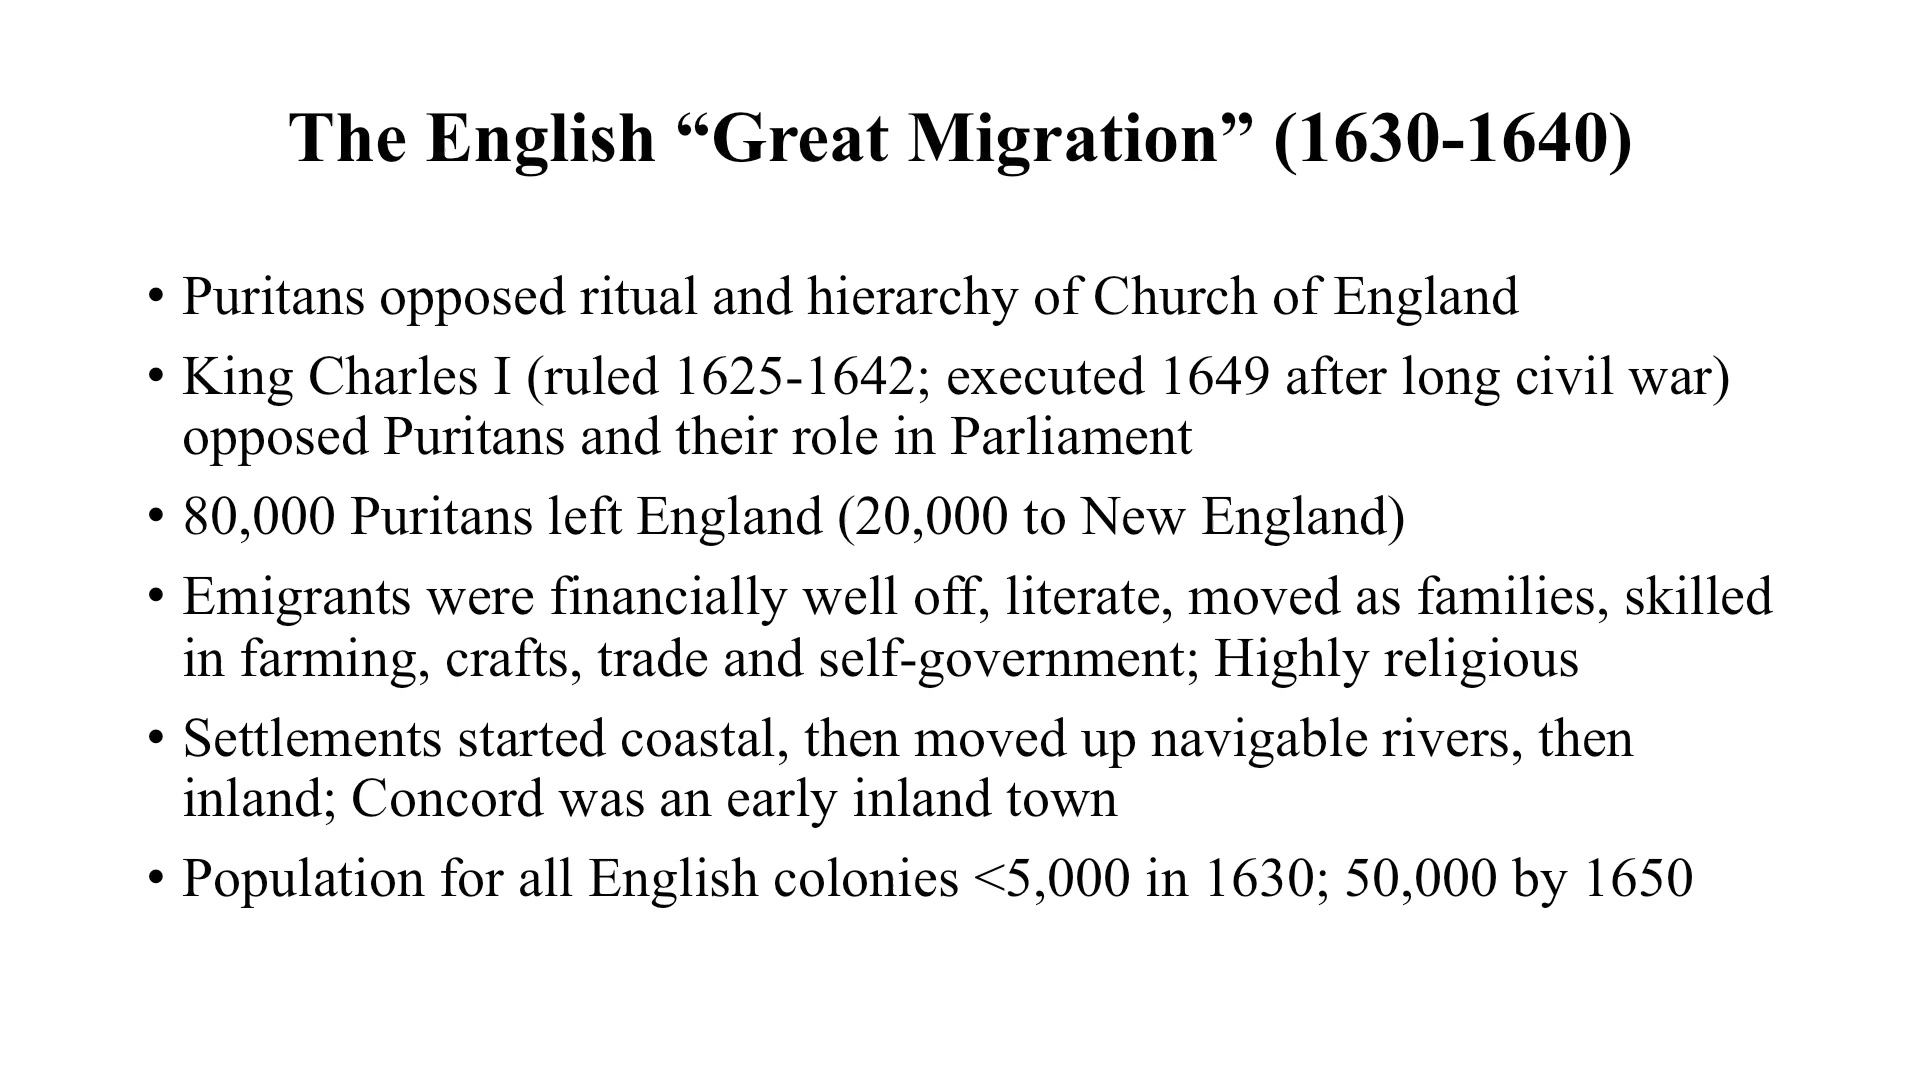 The English “Great Migration” (1630-1640)
• Puritans opposed ritual and hierarchy of Church of England
• King Charles I (ruled 1625-1642; executed 1649 after long civil war)
opposed Puritans and their role in Parliament
• 80,000 Puritans left England (20,000 to New England)
• Emigrants were financially well off, literate, moved as families, skilled
in farming, crafts, trade and self-government; Highly religious
• Settlements started coastal, then moved up navigable rivers, then
inland; Concord was an early inland town
• Population for all English colonies <5,000 in 1630; 50,000 by 1650